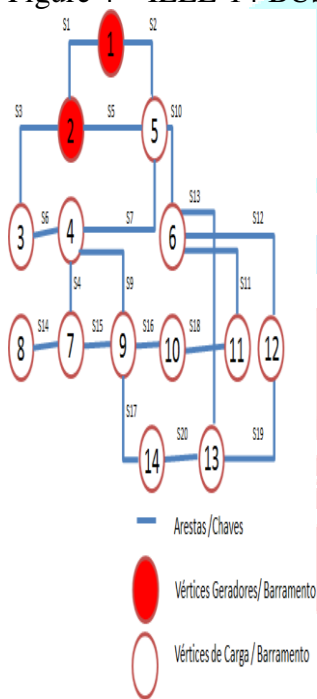 Figure 4 – IEEE 14 BUS
S1 S2
1
S3 S5 S10
2 5
S13
S6 S7 S12
3 4 6
S4 S9 S11
S14 S15 S16 S18
8 7 9 10 11 12
S17 S20 S19
14 13
Arestas/Chaves
Vértices Geradores/ Barramento
Vértices de Carga / Barramento